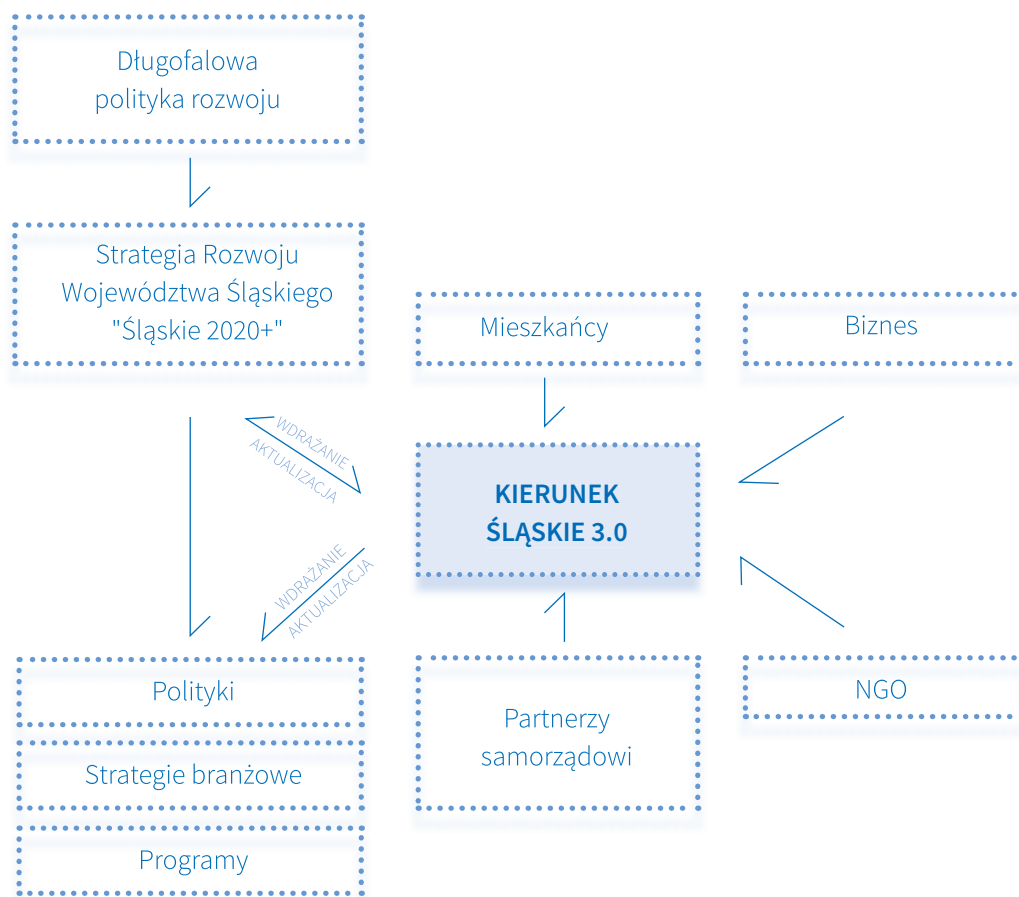 Długofalowa
polityka rozwoju
Strategia Rozwoju
Województwa Śląskiego
"Śląskie 2020+"
Mieszkańcy
Biznes
WDRAŻANIE
AKTUALIZACJA
KIERUNEK
ŚLĄSKIE 3.0
WDRAŻANIE
AKTUALIZACJA
Polityki
Strategie branżowe
Programy
Partnerzy
samorządowi
NGO